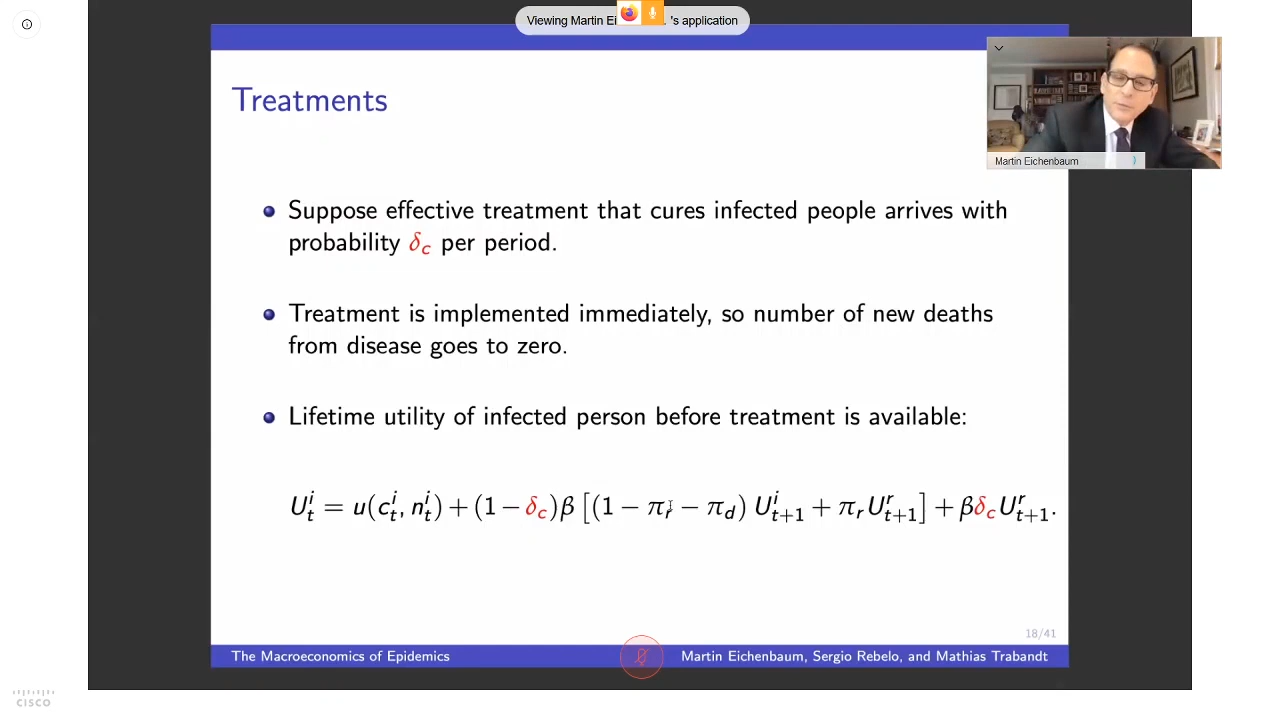 Viewing Martin Ei 's application
Treatments
Martin Eichenbaum
Suppose effective treatment that cures infected people arrives with
probability δc per period.
Treatment is implemented immediately, so number of new deaths
from disease goes to zero.
Lifetime utility of infected person before treatment is available:
U^i_t = u(c^i_t, n^i_t) + (1 − δ_c)β [(1 − π_r − π_d) U^i_{t+1} + π_r U^r_{t+1}] + βδ_c U^r_{t+1}.
18/41
The Macroeconomics of Epidemics
Martin Eichenbaum, Sergio Rebelo, and Mathias Trabandt
CISCO